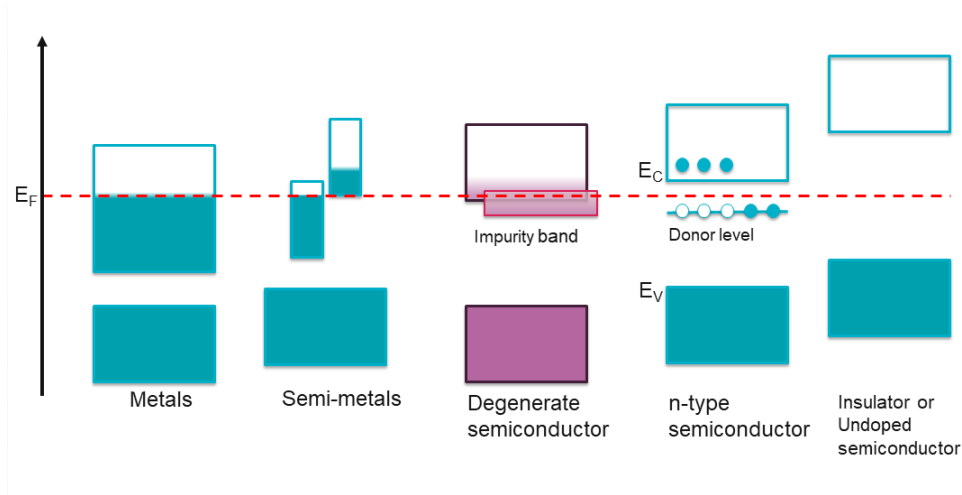 E_F
E_C
Impurity band
Donor level
E_V
Metals
Semi-metals
Degenerate
semiconductor
n-type
semiconductor
Insulator or
Undoped
semiconductor